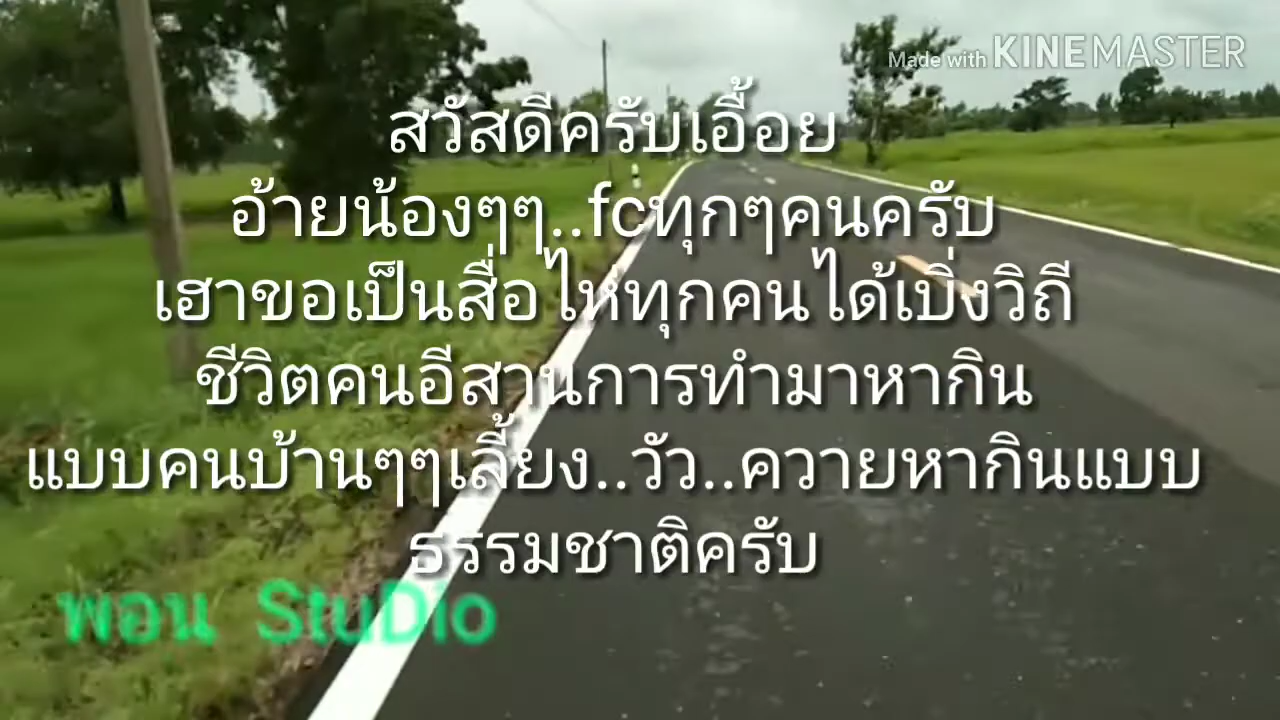 Made with KINEMASTER
สวัสดีครับเอื้อย
อ้ายน้องๆๆ..fcทุกๆคนครับ
เฮาขอเป็นสื่อไห้ทุกคนได้เบิ่งวิถี
ชีวิตคนอีสานการทำมาหากิน
แบบคนบ้านๆๆเลี้ยง..วัว..ควายหากินแบบ
ธรรมชาติครับ
พอน StuDio